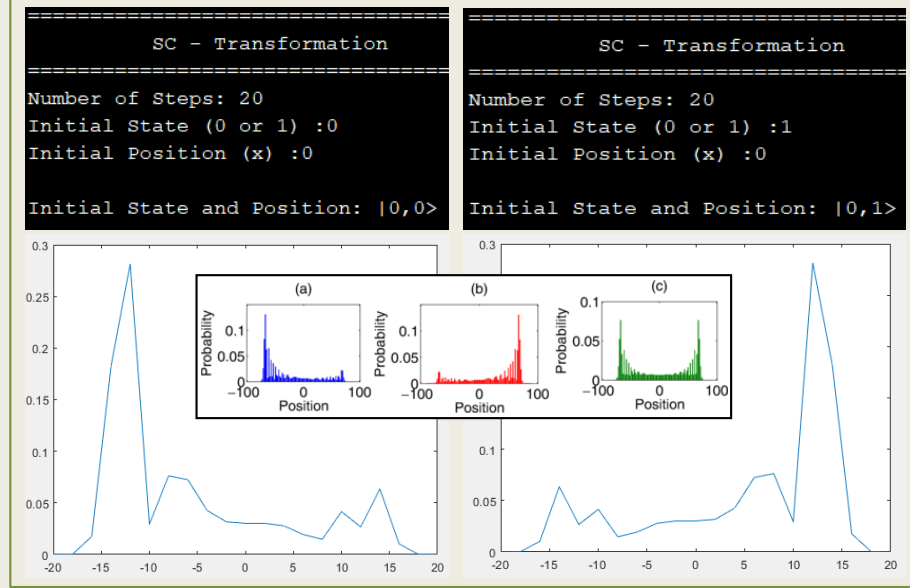 SC - Transformation
Number of Steps: 20
Initial State (0 or 1) :0
Initial Position (x) :0
Initial State and Position: |0,0>
SC - Transformation
Number of Steps: 20
Initial State (0 or 1) :1
Initial Position (x) :0
Initial State and Position: |0,1>
0.3
0.25
0.2
0.15
0.1
0.05
0
-20 -15 -10 -5 0 5 10 15 20
(a)
Probability
0.1
0.05
0
−100 0 100
Position
(b)
Probability
0.1
0.05
0
−100 0 100
Position
(c)
Probability
0.1
0.05
0
−100 0 100
Position
0.3
0.1
0.05
0
-20 -15 -10 -5 0 5 10 15 20